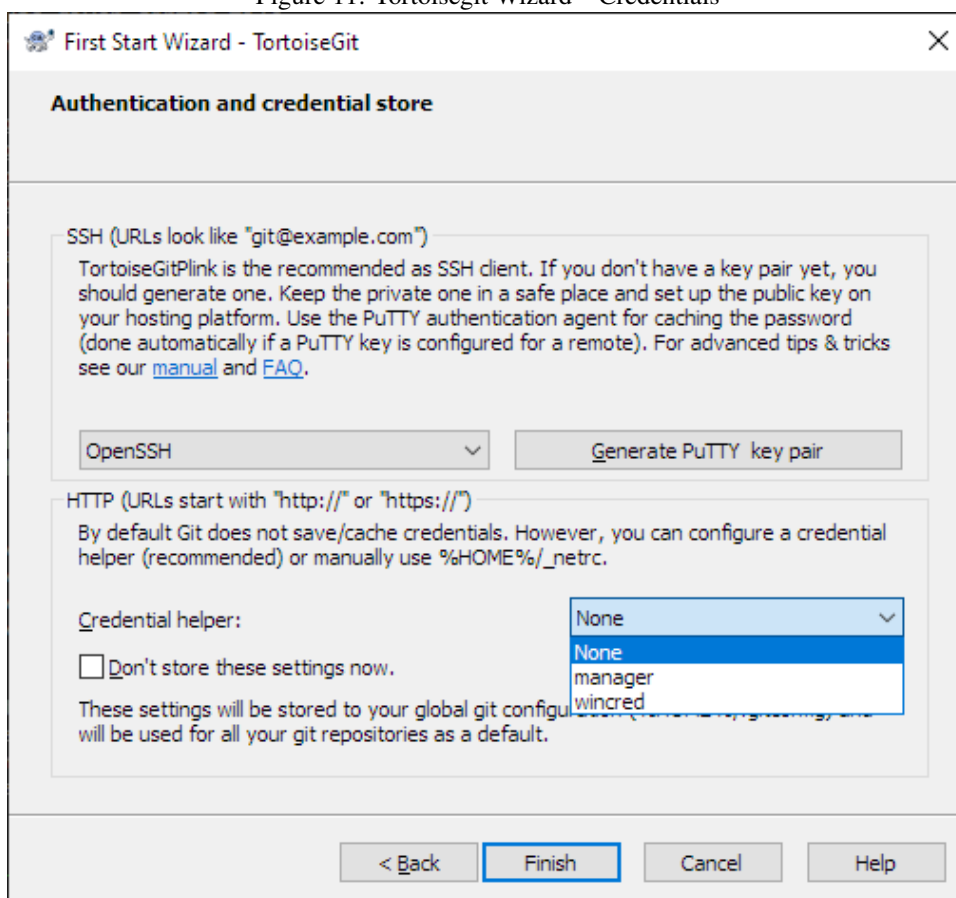 Figure 11: Tortoisegit Wizard – Credentials
First Start Wizard - TortoiseGit
Authentication and credential store
SSH (URLs look like "git@example.com")
TortoiseGitPlink is the recommended as SSH client. If you don't have a key pair yet, you
should generate one. Keep the private one in a safe place and set up the public key on
your hosting platform. Use the PuTTY authentication agent for caching the password
(done automatically if a PuTTY key is configured for a remote). For advanced tips & tricks
see our manual and FAQ.
OpenSSH
Generate PuTTY key pair
HTTP (URLs start with "http://" or "https://")
By default Git does not save/cache credentials. However, you can configure a credential
helper (recommended) or manually use %HOME%/_netrc.
Credential helper:
None
None
manager
wincred
Don't store these settings now.
These settings will be stored to your global git
will be used for all your git repositories as a default.
< Back
Finish
Cancel
Help